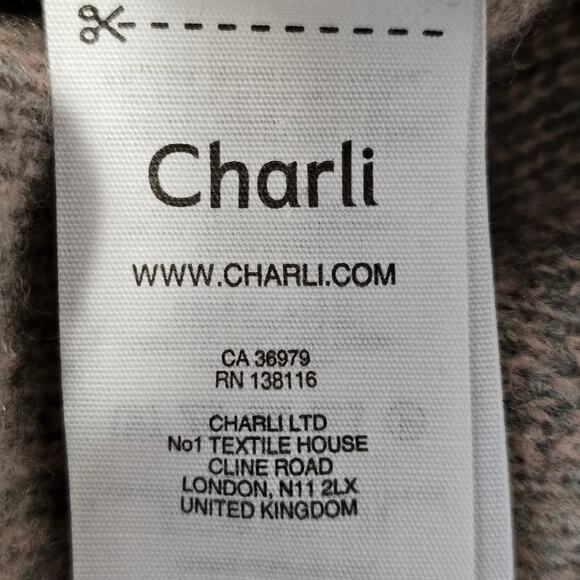 Charli
WWW.CHARLI.COM
CA 36979
RN 138116
CHARLI LTD
No1 TEXTILE HOUSE
CLINE ROAD
LONDON, N11 2LX
UNITED KINGDOM